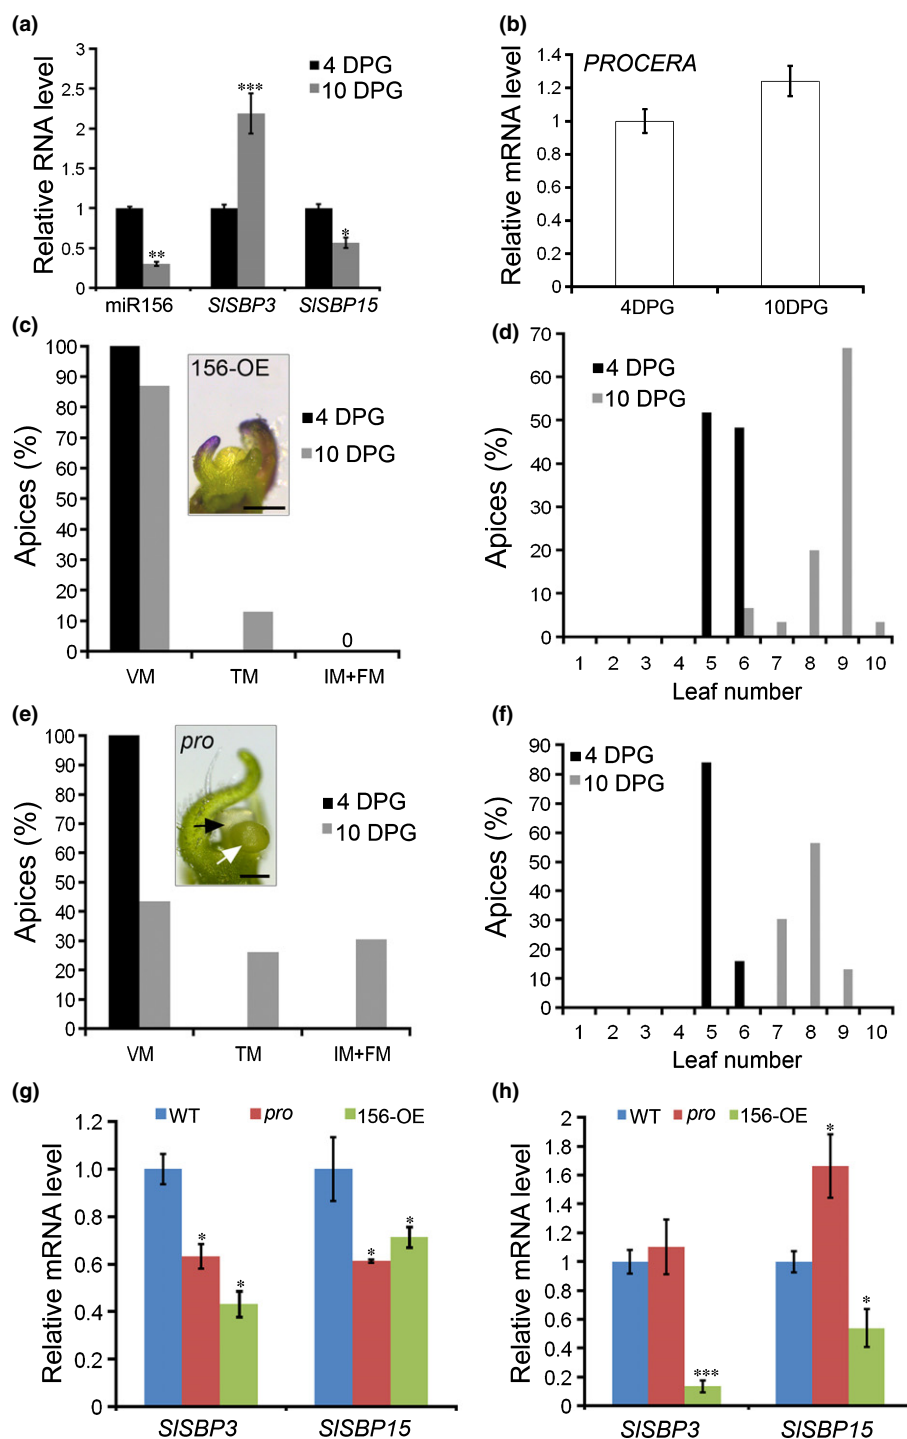 (a)
Relative RNA level
3
2.5
2
1.5
1
0.5
0
4 DPG
10 DPG
**
***
*
miR156
SlSBP3
SlSBP15
(b)
Relative mRNA level
1.4
1.2
1
0.8
0.6
0.4
0.2
0
PROCERA
4DPG
10DPG
(c)
Apices (%)
100
90
80
70
60
50
40
30
20
10
0
156-OE
4 DPG
10 DPG
0
VM
TM
IM+FM
(d)
Apices (%)
70
60
50
40
30
20
10
0
4 DPG
10 DPG
1 2 3 4 5 6 7 8 9 10
Leaf number
(e)
Apices (%)
100
90
80
70
60
50
40
30
20
10
0
pro
4 DPG
10 DPG
VM
TM
IM+FM
(f)
Apices (%)
90
80
70
60
50
40
30
20
10
0
4 DPG
10 DPG
1 2 3 4 5 6 7 8 9 10
Leaf number
(g)
Relative mRNA level
1.2
1.0
0.8
0.6
0.4
0.2
0
WT
pro
156-OE
*
*
*
*
SlSBP3
SlSBP15
(h)
Relative mRNA level
2
1.8
1.6
1.4
1.2
1
0.8
0.6
0.4
0.2
0
WT
pro
156-OE
***
*
*
SlSBP3
SlSBP15